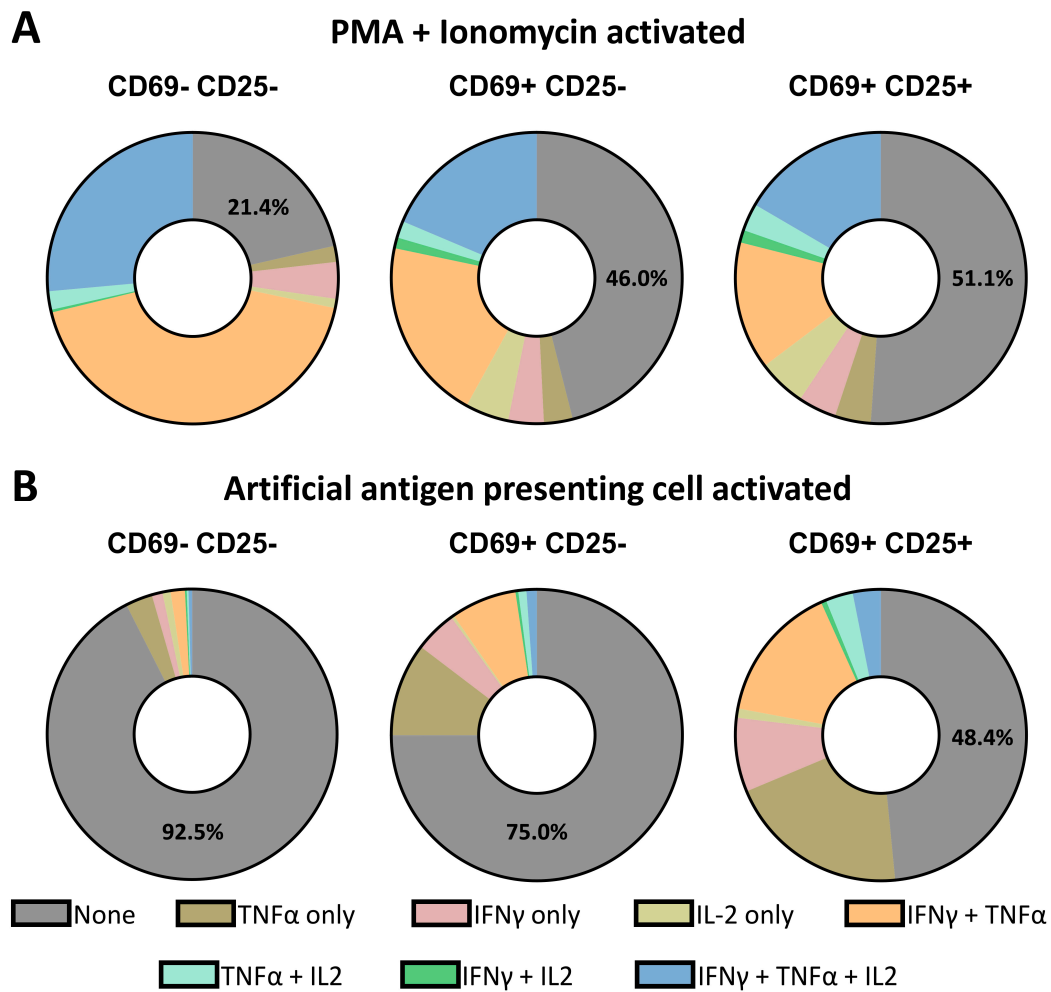 A
PMA + Ionomycin activated
CD69- CD25-
CD69+ CD25-
CD69+ CD25+
21.4%
46.0%
51.1%
B
Artificial antigen presenting cell activated
CD69- CD25-
CD69+ CD25-
CD69+ CD25+
92.5%
75.0%
48.4%
None
TNFα only
IFNγ only
IL-2 only
IFNγ + TNFα
TNFα + IL2
IFNγ + IL2
IFNγ + TNFα + IL2